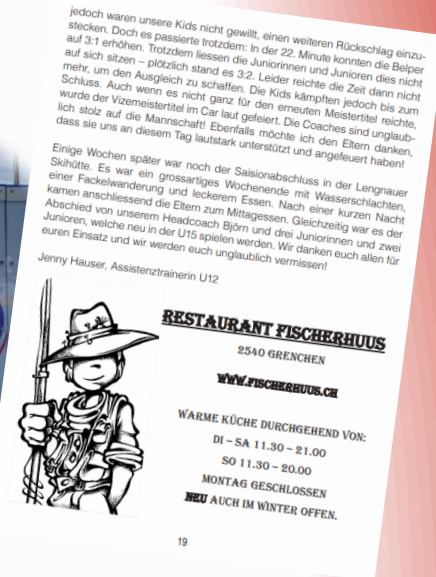 jedoch waren unsere Kids nicht gewillt, einen weiteren Rückschlag einzu-
stecken. Doch es passierte trotzdem: In der 22. Minute konnten die Belper
auf 3:1 erhöhen. Trotzdem liessen die Juniorinnen und Junioren dies nicht
auf sich sitzen – plötzlich stand es 3:2. Leider reichte die Zeit dann nicht
mehr, um den Ausgleich zu schaffen. Die Kids kämpften jedoch bis zum
Schluss. Auch wenn es nicht ganz für den erneuten Meistertitel reichte,
wurde der Vizemeistertitel im Car laut gefeiert. Die Coaches sind unglaub-
lich stolz auf die Mannschaft! Ebenfalls möchte ich den Eltern danken,
dass sie uns an diesem Tag lautstark unterstützt und angefeuert haben!
Einige Wochen später war noch der Saisionabschluss in der Lengnauer
Skihütte. Es war ein grossartiges Wochenende mit Wasserschlachten,
einer Fackelwanderung und leckerem Essen. Nach einer kurzen Nacht
kamen anschliessend die Eltern zum Mittagessen. Gleichzeitig war es der
Abschied von unserem Headcoach Björn und drei Juniorinnen und zwei
Junioren, welche neu in der U15 spielen werden. Wir danken euch allen für
euren Einsatz und wir werden euch unglaublich vermissen!
Jenny Hauser, Assistenztrainerin U12
RESTAURANT FISCHERHUUS
2540 GRENCHEN
WWW.FISCHERHUUS.CH
WARME KÜCHE DURCHGEHEND VON:
DI – SA 11.30 – 21.00
SO 11.30 – 20.00
MONTAG GESCHLOSSEN
NEU AUCH IM WINTER OFFEN.
19